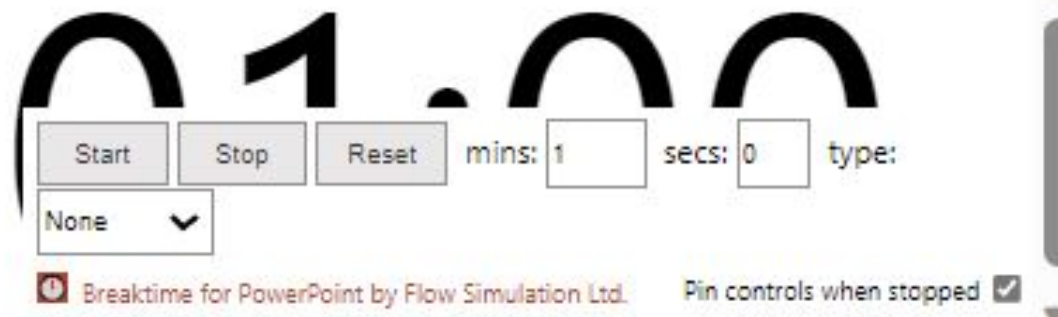 01:00
Start Stop Reset mins: 1 secs: 0 type:
None
Breaktime for PowerPoint by Flow Simulation Ltd. Pin controls when stopped